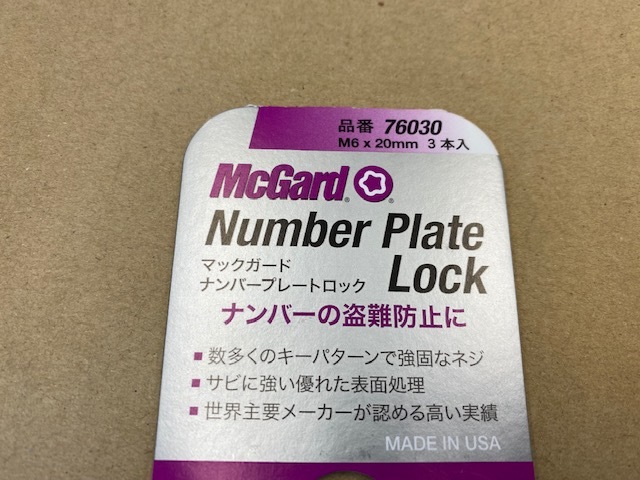 品番 76030
M6 x 20mm 3本入
McGard®
Number Plate
マックガード
ナンバープレートロック
Lock
ナンバーの盗難防止に
■数多くのキーパターンで強固なネジ
■サビに強い優れた表面処理
■世界主要メーカーが認める高い実績
MADE IN USA